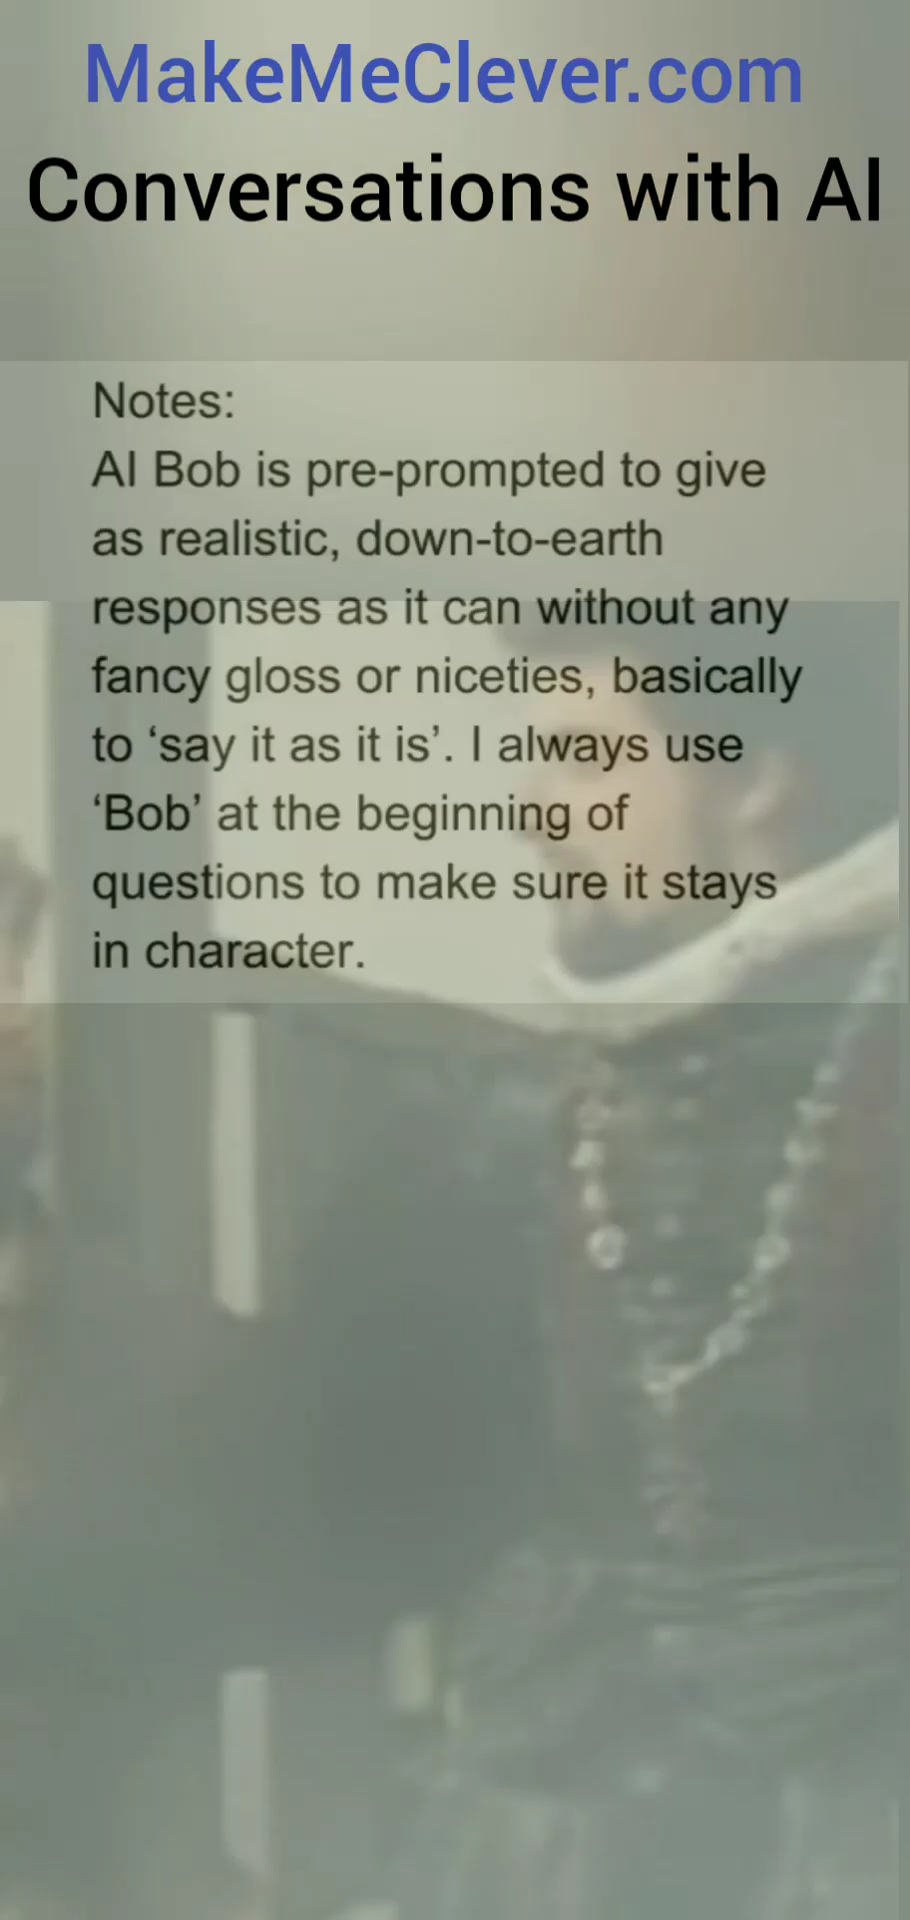 MakeMeClever.com
Conversations with AI
Notes:
AI Bob is pre-prompted to give
as realistic, down-to-earth
responses as it can without any
fancy gloss or niceties, basically
to ‘say it as it is’. I always use
‘Bob’ at the beginning of
questions to make sure it stays
in character.